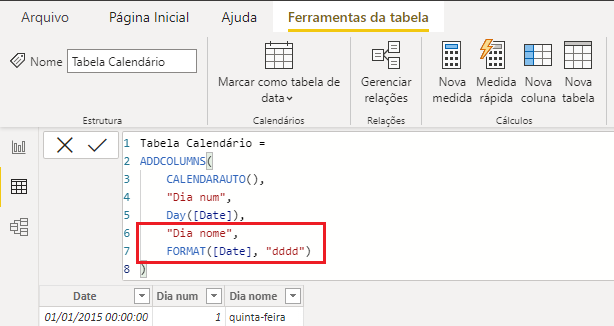 Arquivo Página Inicial Ajuda Ferramentas da tabela
Nome Tabela Calendário
Marcar como tabela de data
Gerenciar relações
Nova medida
Medida rápida
Nova coluna
Nova tabela
Estrutura Calendários Relações Cálculos
1 Tabela Calendário =
2 ADDCOLUMNS(
3 CALENDARAUTO(),
4 "Dia num",
5 Day([Date]),
6 "Dia nome",
7 FORMAT([Date], "dddd")
8 )
Date Dia num Dia nome
01/01/2015 00:00:00 1 quinta-feira